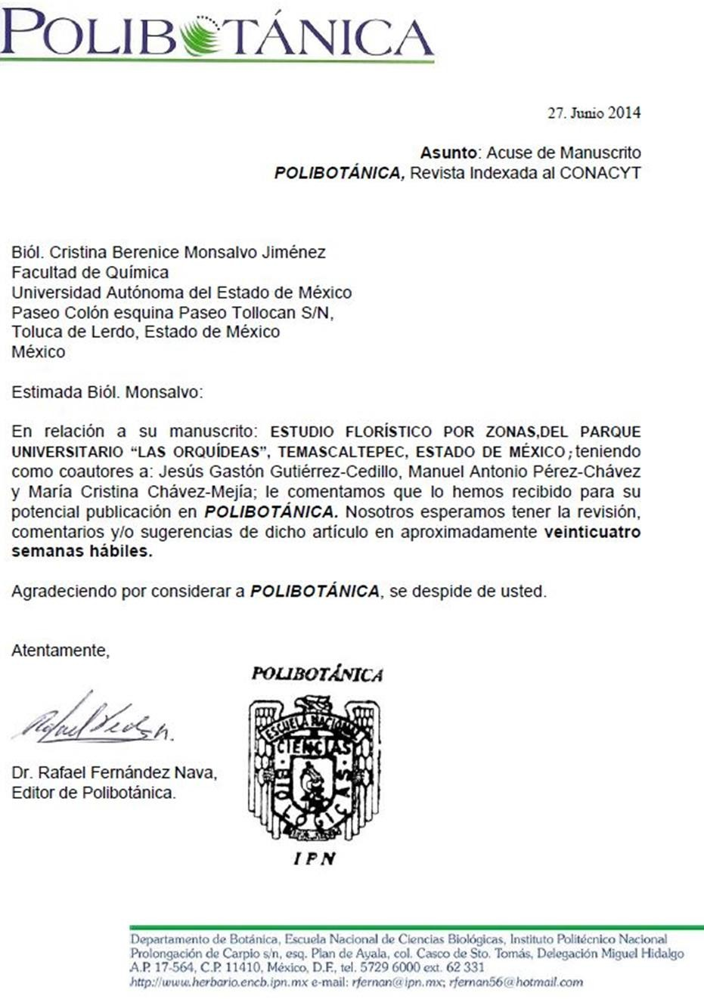 POLIBOTÁNICA
27. Junio 2014
Asunto: Acuse de Manuscrito
POLIBOTÁNICA, Revista Indexada al CONACYT
Biól. Cristina Berenice Monsalvo Jiménez
Facultad de Química
Universidad Autónoma del Estado de México
Paseo Colón esquina Paseo Tollocan S/N,
Toluca de Lerdo, Estado de México
México
Estimada Biól. Monsalvo:
En relación a su manuscrito: ESTUDIO FLORÍSTICO POR ZONAS,DEL PARQUE
UNIVERSITARIO “LAS ORQUÍDEAS”, TEMASCALTEPEC, ESTADO DE MÉXICO; teniendo
como coautores a: Jesús Gastón Gutiérrez-Cedillo, Manuel Antonio Pérez-Chávez
y María Cristina Chávez-Mejía; le comentamos que lo hemos recibido para su
potencial publicación en POLIBOTÁNICA. Nosotros esperamos tener la revisión,
comentarios y/o sugerencias de dicho artículo en aproximadamente veinticuatro
semanas hábiles.
Agradeciendo por considerar a POLIBOTÁNICA, se despide de usted.
Atentamente,
POLIBOTÁNICA
ESCUELA NACIONAL
CIENCIAS
BIOLOGICAS
IPN
Dr. Rafael Fernández Nava,
Editor de Polibotánica.
Departamento de Botánica, Escuela Nacional de Ciencias Biológicas, Instituto Politécnico Nacional
Prolongación de Carpio s/n, esq. Plan de Ayala, col. Casco de Sto. Tomás, Delegación Miguel Hidalgo
A.P. 17-564, C.P. 11410, México, D.F., tel. 5729 6000 ext. 62 331
http://www.herbario.encb.ipn.mx e-mail: rfernan@ipn.mx; rfernan56@hotmail.com